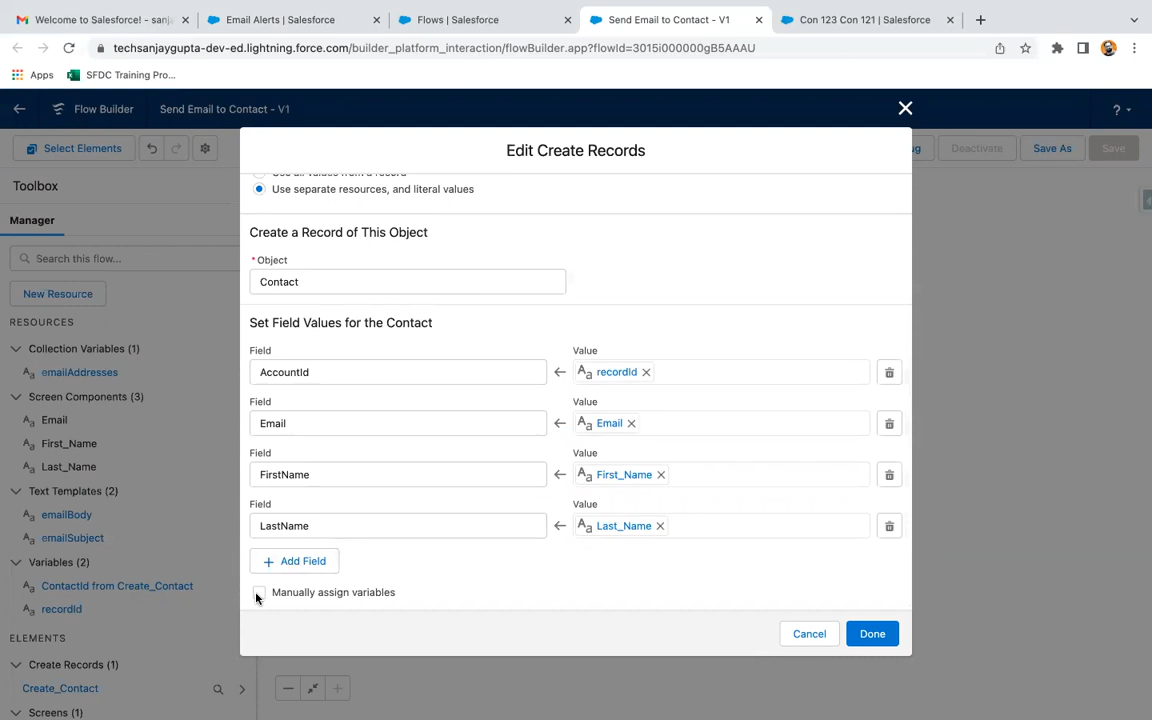 Welcome to Salesforce! - sanj
Email Alerts | Salesforce
Flows | Salesforce
Send Email to Contact - V1
Con 123 Con 121 | Salesforce
techsanjaygupta-dev-ed.lightning.force.com/builder_platform_interaction/flowBuilder.app?flowId=3015i000000gB5AAAU
Apps
SFDC Training Pro...
Flow Builder
Send Email to Contact - V1
?
Select Elements
Deactivate
Save As
Save
Toolbox
Manager
Search this flow...
New Resource
RESOURCES
Collection Variables (1)
emailAddresses
Screen Components (3)
Email
First_Name
Last_Name
Text Templates (2)
emailBody
emailSubject
Variables (2)
ContactId from Create_Contact
recordId
ELEMENTS
Create Records (1)
Create_Contact
Screens (1)
Edit Create Records
Use separate resources, and literal values
Create a Record of This Object
* Object
Contact
Set Field Values for the Contact
Field Value
AccountId recordId
Field Value
Email Email
Field Value
FirstName First_Name
Field Value
LastName Last_Name
Add Field
Manually assign variables
Cancel
Done